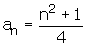 aₙ = (n² + 1)/4